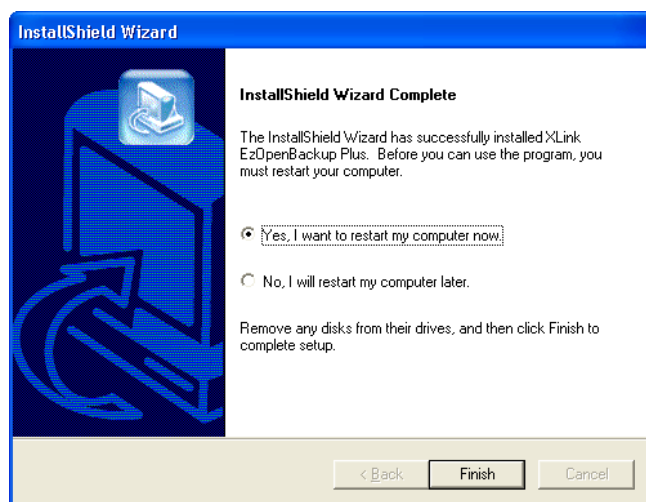 InstallShield Wizard
InstallShield Wizard Complete
The InstallShield Wizard has successfully installed XLink
EzOpenBackup Plus.  Before you can use the program, you
must restart your computer.
Yes, I want to restart my computer now.
No, I will restart my computer later.
Remove any disks from their drives, and then click Finish to
complete setup.
< Back Finish Cancel